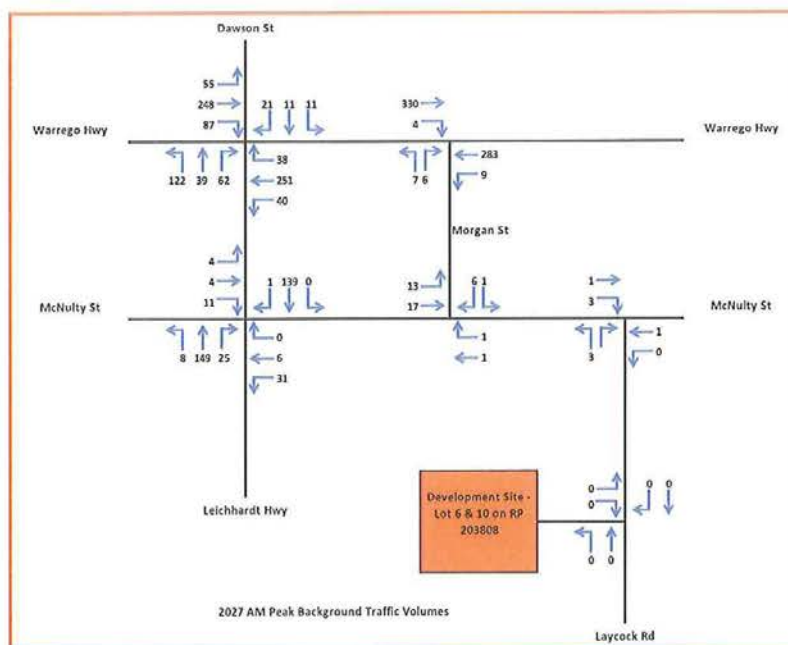 Dawson St
55
248
87
21 11 11
330
4
Warrego Hwy
Warrego Hwy
122 39 62
38
251
40
7 6
283
9
Morgan St
4
4
11
1 139 0
13
17
6 1
1
3
McNulty St
McNulty St
8 149 25
0
6
31
1
1
3
1
0
Leichhardt Hwy
Development Site -
Lot 6 & 10 on RP
203808
0
0
0 0
0 0
2027 AM Peak Background Traffic Volumes
Laycock Rd